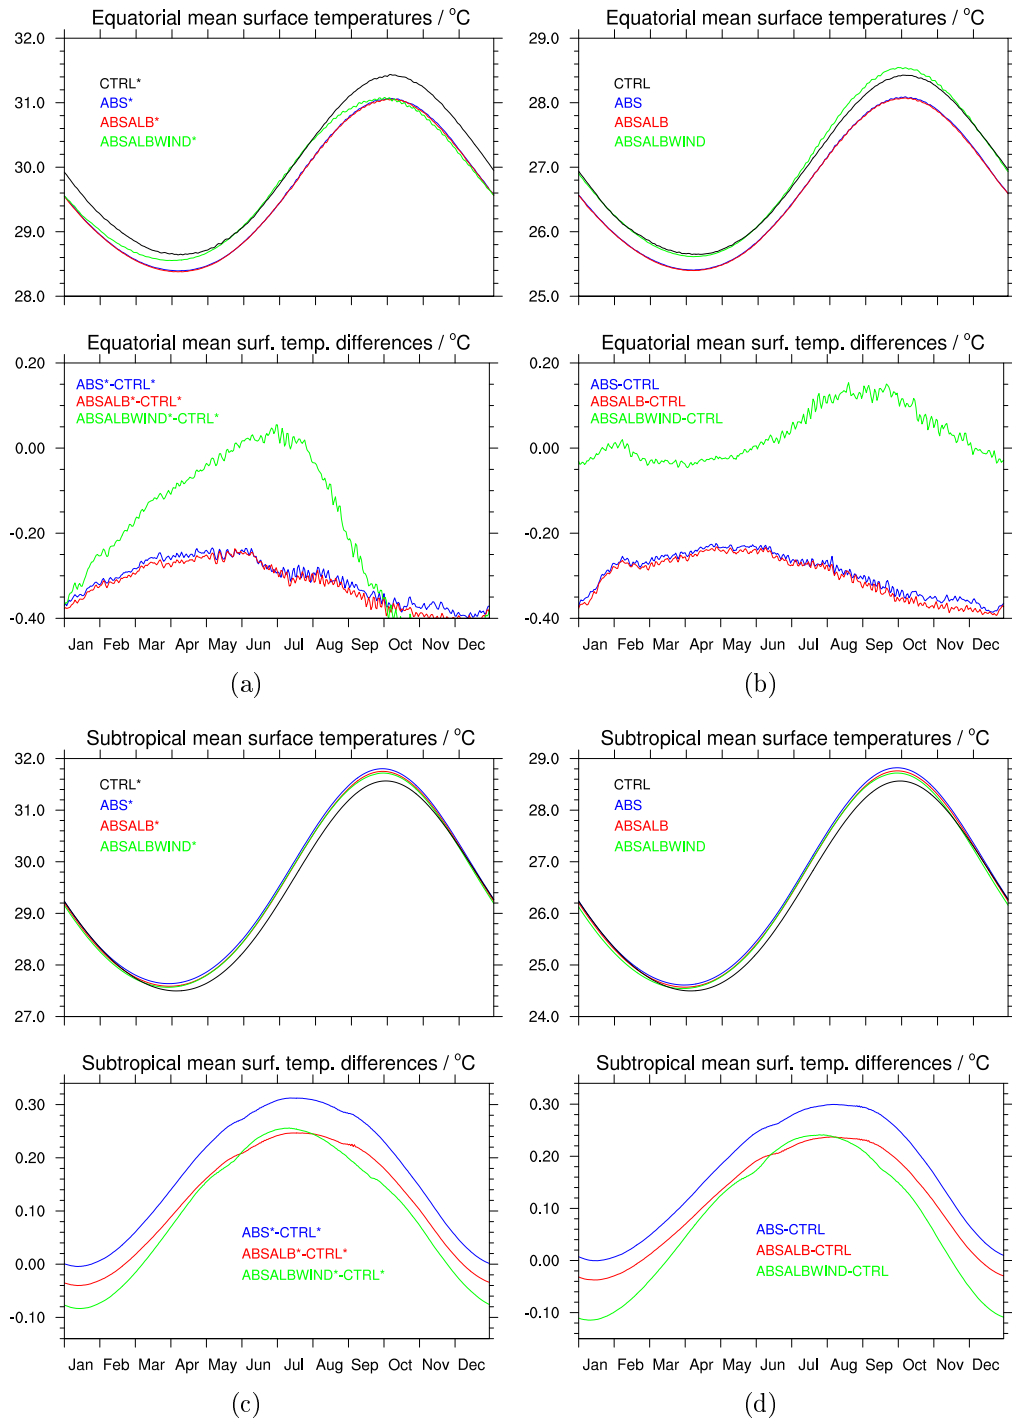 Equatorial mean surface temperatures / °C
32.0
31.0
30.0
29.0
28.0
CTRL*
ABS*
ABSALB*
ABSALBWIND*
Equatorial mean surf. temp. differences / °C
0.20
0.00
-0.20
-0.40
ABS*-CTRL*
ABSALB*-CTRL*
ABSALBWIND*-CTRL*
Jan Feb Mar Apr May Jun Jul Aug Sep Oct Nov Dec
(a)
Equatorial mean surface temperatures / °C
29.0
28.0
27.0
26.0
25.0
CTRL
ABS
ABSALB
ABSALBWIND
Equatorial mean surf. temp. differences / °C
0.20
0.00
-0.20
-0.40
ABS-CTRL
ABSALB-CTRL
ABSALBWIND-CTRL
Jan Feb Mar Apr May Jun Jul Aug Sep Oct Nov Dec
(b)
Subtropical mean surface temperatures / °C
32.0
31.0
30.0
29.0
28.0
27.0
CTRL*
ABS*
ABSALB*
ABSALBWIND*
Subtropical mean surf. temp. differences / °C
0.30
0.20
0.10
0.00
-0.10
ABS*-CTRL*
ABSALB*-CTRL*
ABSALBWIND*-CTRL*
Jan Feb Mar Apr May Jun Jul Aug Sep Oct Nov Dec
(c)
Subtropical mean surface temperatures / °C
29.0
28.0
27.0
26.0
25.0
24.0
CTRL
ABS
ABSALB
ABSALBWIND
Subtropical mean surf. temp. differences / °C
0.30
0.20
0.10
0.00
-0.10
ABS-CTRL
ABSALB-CTRL
ABSALBWIND-CTRL
Jan Feb Mar Apr May Jun Jul Aug Sep Oct Nov Dec
(d)